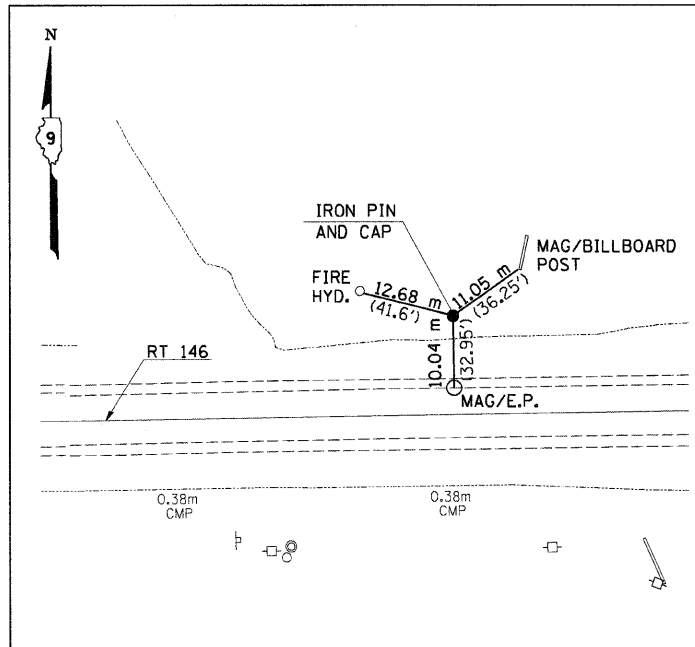 N
9
IRON PIN
AND CAP
MAG/BILLBOARD
POST
FIRE
HYD.
12.68 m
(41.6')
11.05 m
(36.25')
10.04 m
(32.95')
RT 146
MAG/E.P.
0.38m
CMP
0.38m
CMP